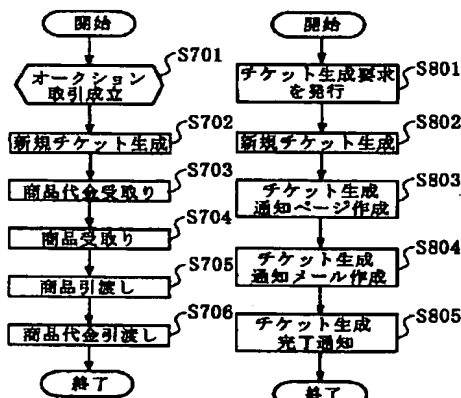 開始
S701
オークション
取引成立
S702
新規チケット生成
S703
商品代金受取り
S704
商品受取り
S705
商品引渡し
S706
商品代金引渡し
終了
開始
S801
チケット生成要求
を発行
S802
新規チケット生成
S803
チケット生成
通知ページ作成
S804
チケット生成
通知メール作成
S805
チケット生成
完了通知
終了